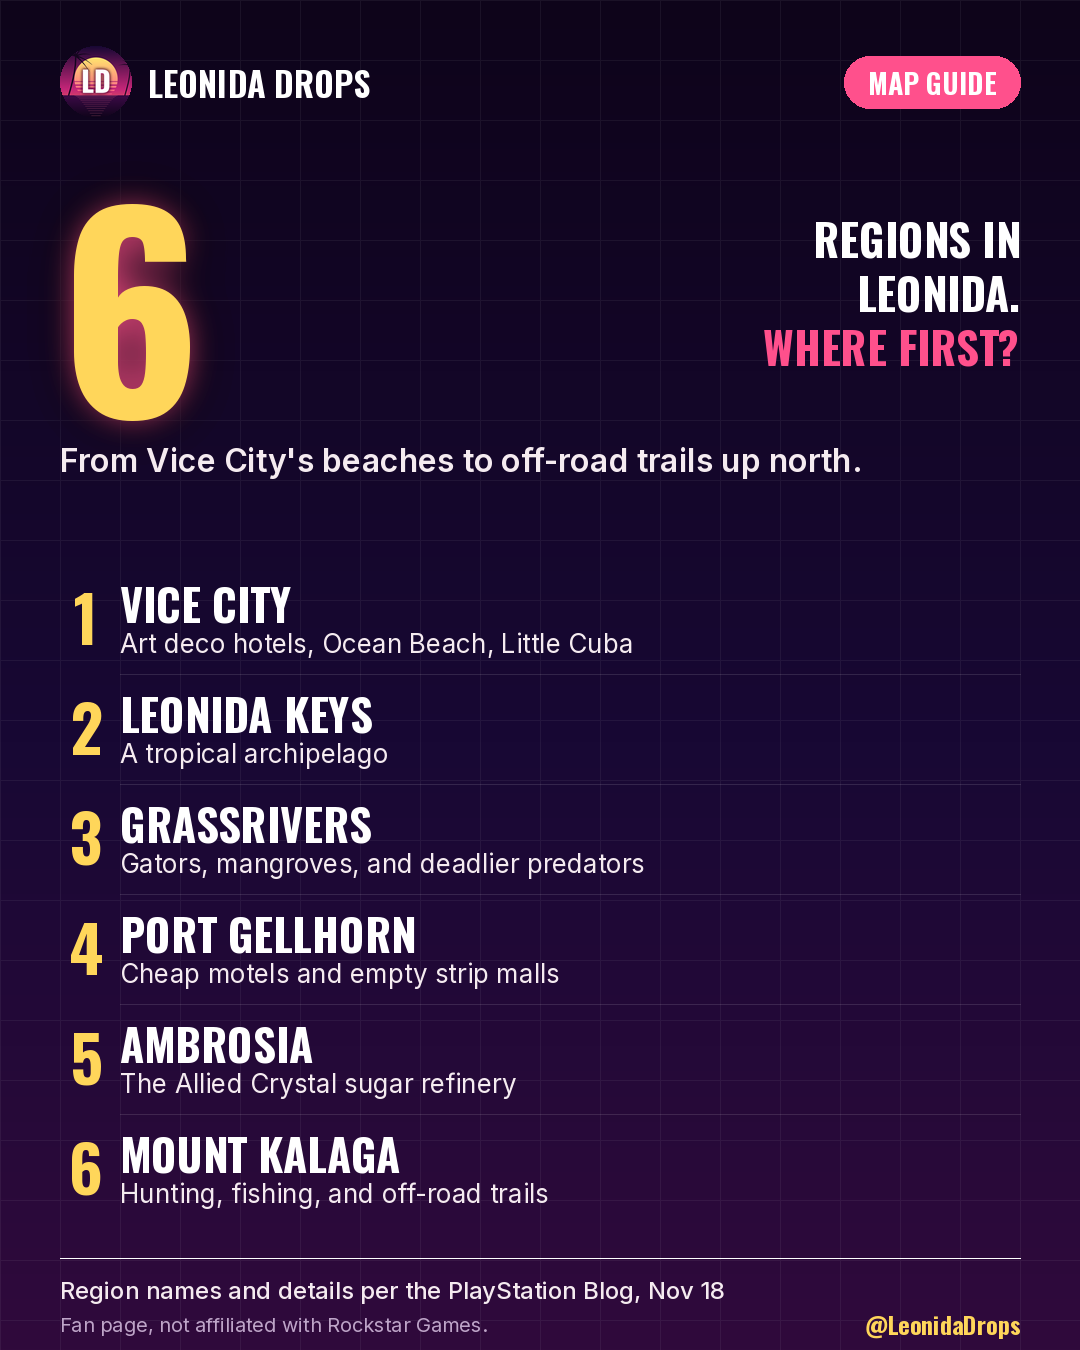 LD
LEONIDA DROPS
MAP GUIDE
6
REGIONS IN
LEONIDA.
WHERE FIRST?
From Vice City's beaches to off-road trails up north.
1
VICE CITY
Art deco hotels, Ocean Beach, Little Cuba
2
LEONIDA KEYS
A tropical archipelago
3
GRASSRIVERS
Gators, mangroves, and deadlier predators
4
PORT GELLHORN
Cheap motels and empty strip malls
5
AMBROSIA
The Allied Crystal sugar refinery
6
MOUNT KALAGA
Hunting, fishing, and off-road trails
Region names and details per the PlayStation Blog, Nov 18
Fan page, not affiliated with Rockstar Games.
@LeonidaDrops